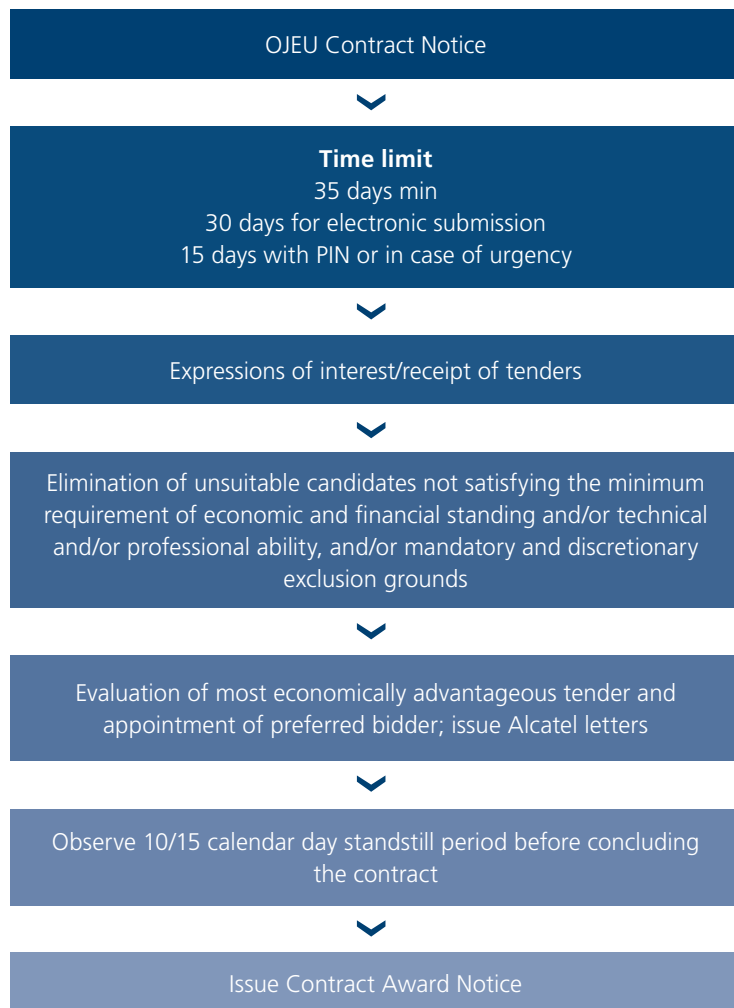 OJEU Contract Notice
Time limit
35 days min
30 days for electronic submission
15 days with PIN or in case of urgency
Expressions of interest/receipt of tenders
Elimination of unsuitable candidates not satisfying the minimum
requirement of economic and financial standing and/or technical
and/or professional ability, and/or mandatory and discretionary
exclusion grounds
Evaluation of most economically advantageous tender and
appointment of preferred bidder; issue Alcatel letters
Observe 10/15 calendar day standstill period before concluding
the contract
Issue Contract Award Notice